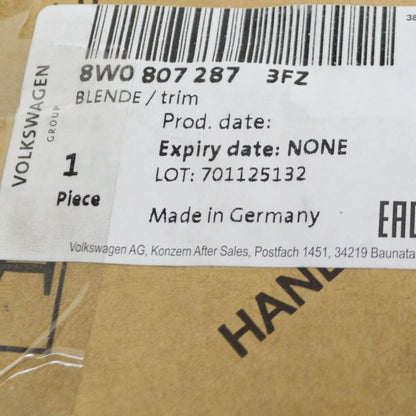 38
8W0 807 287 3FZ
BLENDE / trim
Prod. date:
Expiry date: NONE
LOT: 701125132
VOLKSWAGEN
GROUP
1
Piece
Made in Germany
EAC
Volkswagen AG, Konzern After Sales, Postfach 1451, 34219 Baunata
HAND